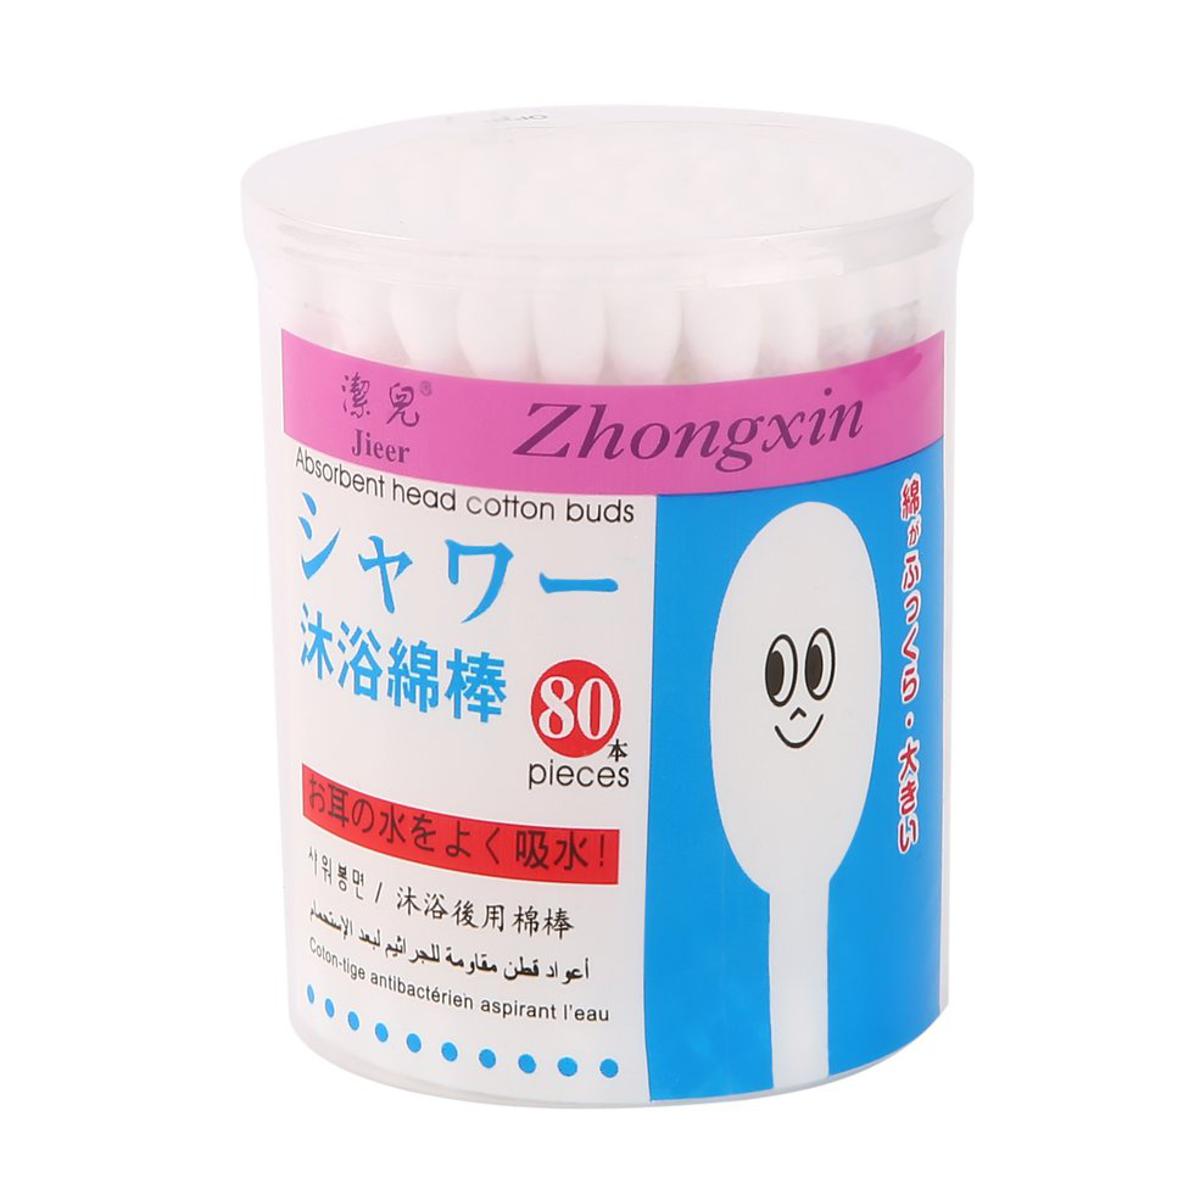 潔兒®
Jieer
Zhongxin
Absorbent head cotton buds
シャワー
沐浴綿棒
80本
pieces
お耳の水をよく吸水!
샤워봉면 / 沐浴後用棉棒
أعواد قطن مقاومة للجراثيم لبعد الإستحمام
Coton-tige antibactérien aspirant l'eau
綿がふっくら・大きい